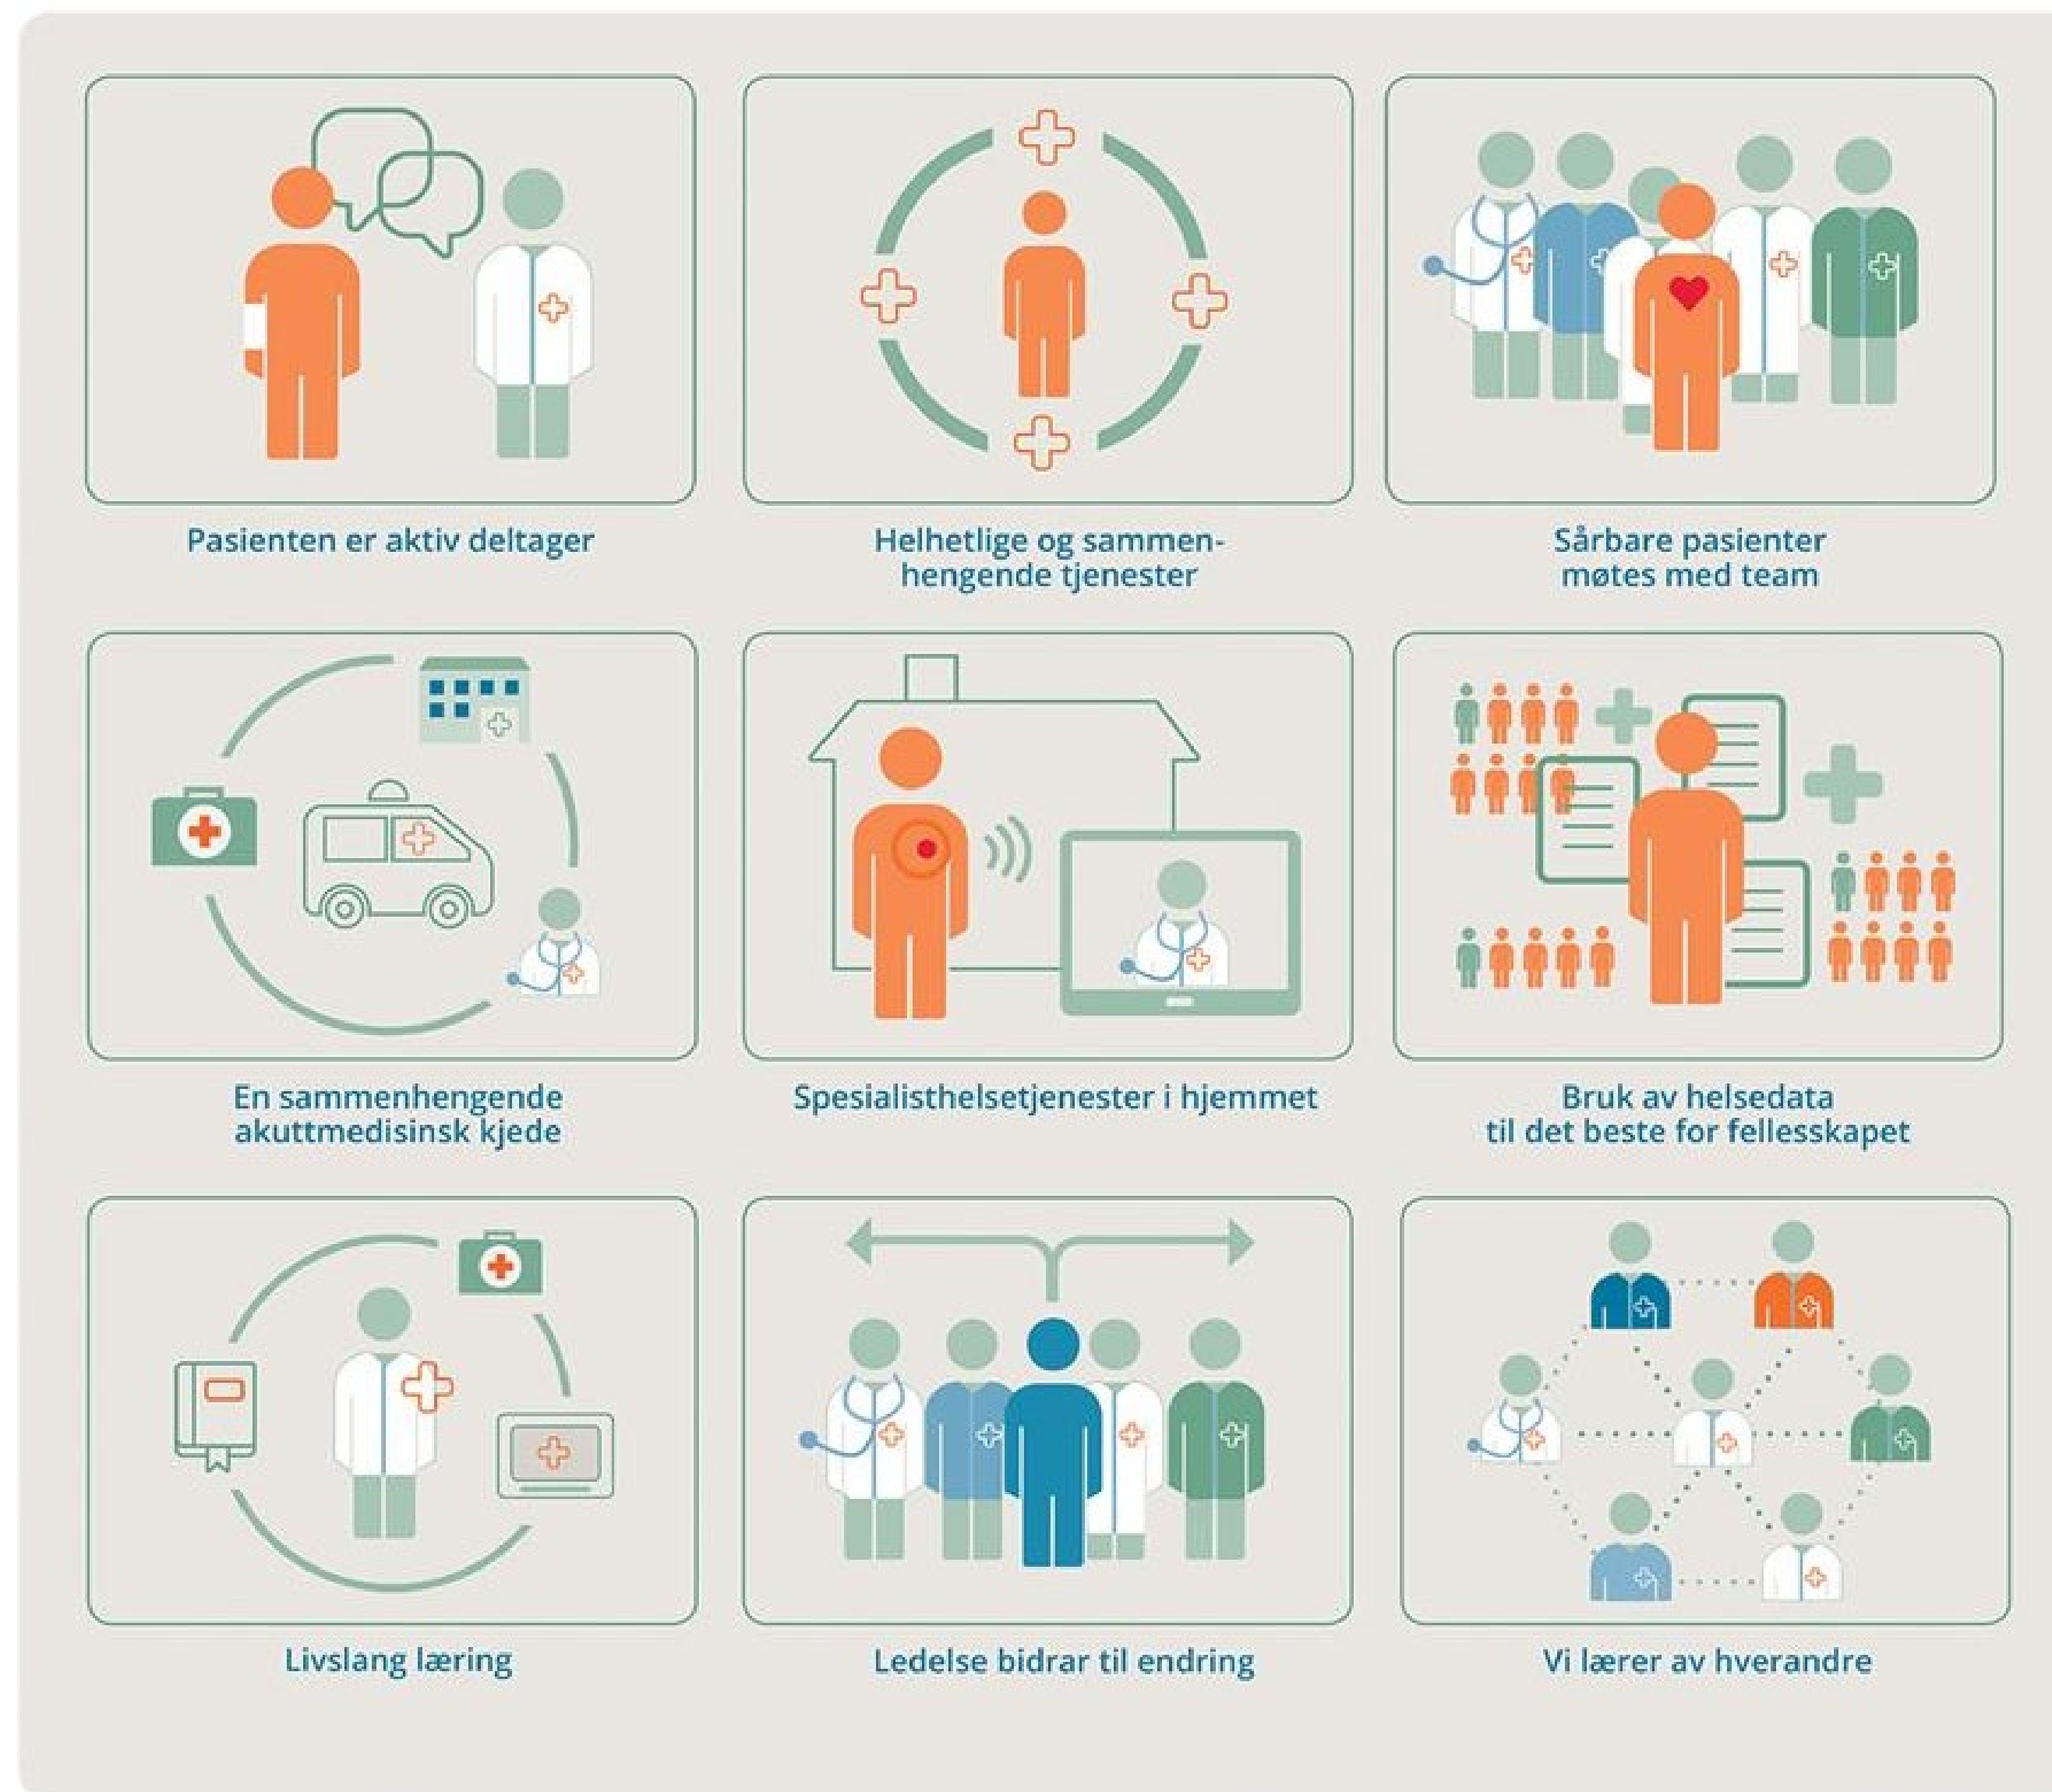 Pasienten er aktiv deltager
Helhetlige og sammen-
hengende tjenester
Sårbare pasienter
møtes med team
En sammenhengende
akuttmedisinsk kjede
Spesialisthelsetjenester i hjemmet
Bruk av helsedata
til det beste for fellesskapet
Livslang læring
Ledelse bidrar til endring
Vi lærer av hverandre